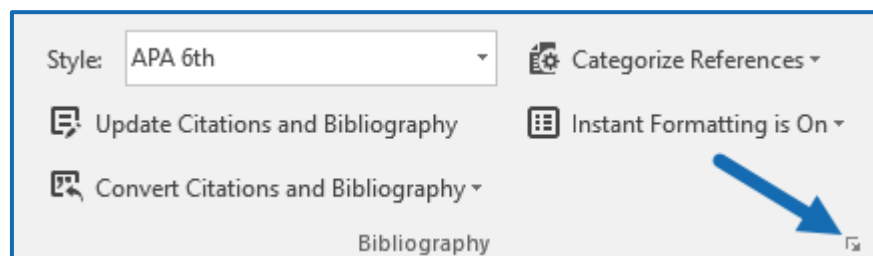 Style: APA 6th
Categorize References
Update Citations and Bibliography
Instant Formatting is On
Convert Citations and Bibliography
Bibliography